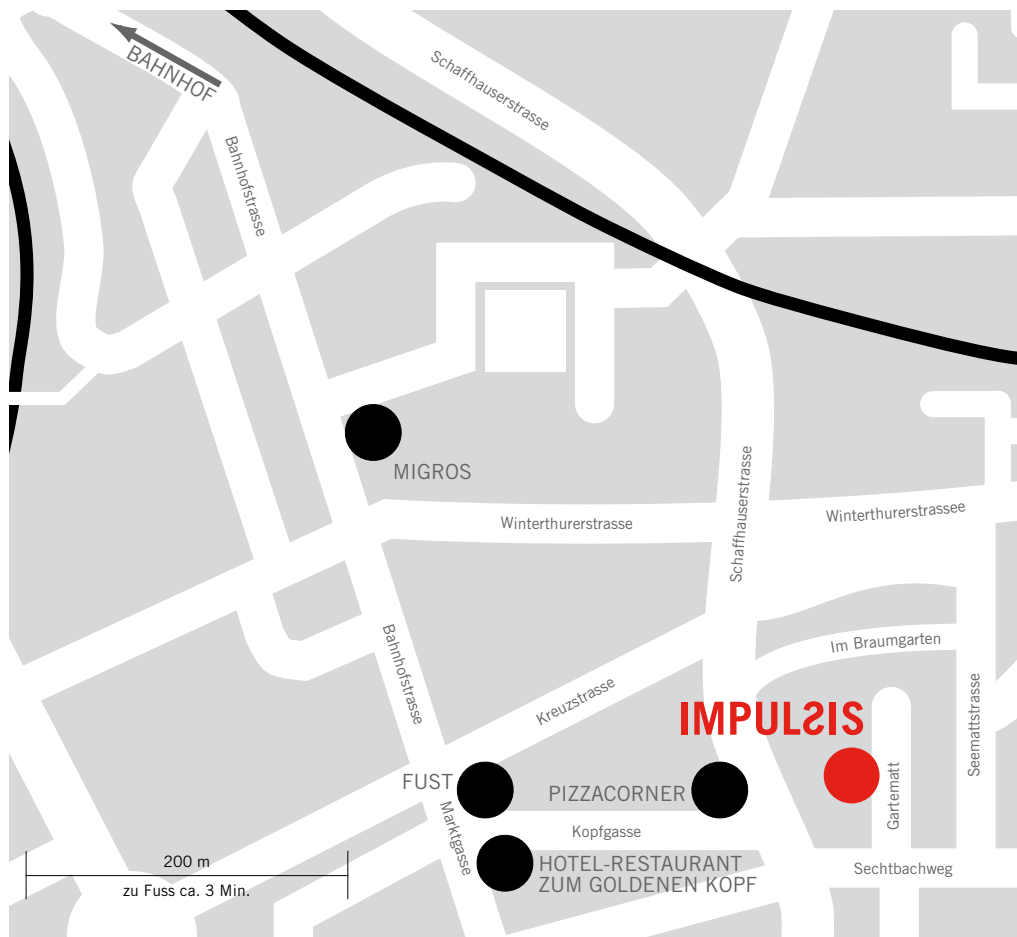 BAHNHOF
Schaffhauserstrasse
Bahnhofstrasse
MIGROS
Winterthurerstrasse
Winterthurerstrassee
Schaffhauserstrasse
Im Braumgarten
Bahnhofstrasse
Kreuzstrasse
IMPULSIS
Seemattstrasse
FUST
PIZZACORNER
Gartematt
Marktgasse
Kopfgasse
HOTEL-RESTAURANT
ZUM GOLDENEN KOPF
Sechtbachweg
200 m
zu Fuss ca. 3 Min.